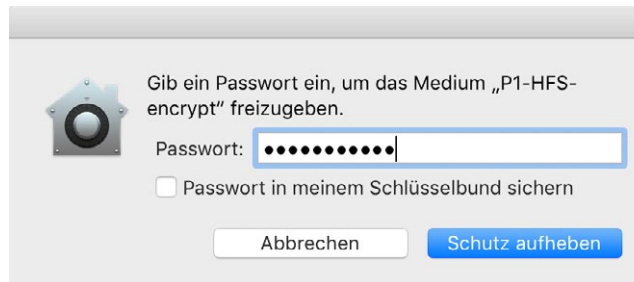 Gib ein Passwort ein, um das Medium „P1-HFS-
encrypt“ freizugeben.
Passwort: ●●●●●●●●●●●
Passwort in meinem Schlüsselbund sichern
Abbrechen Schutz aufheben